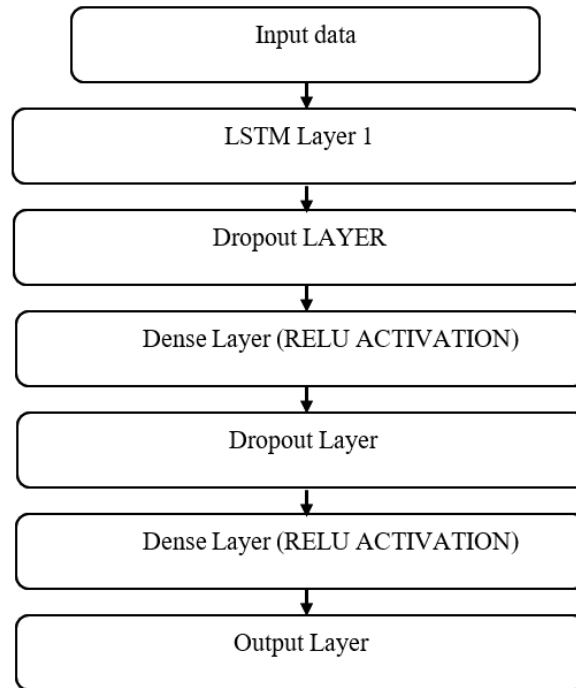 Input data
LSTM Layer 1
Dropout LAYER
Dense Layer (RELU ACTIVATION)
Dropout Layer
Dense Layer (RELU ACTIVATION)
Output Layer